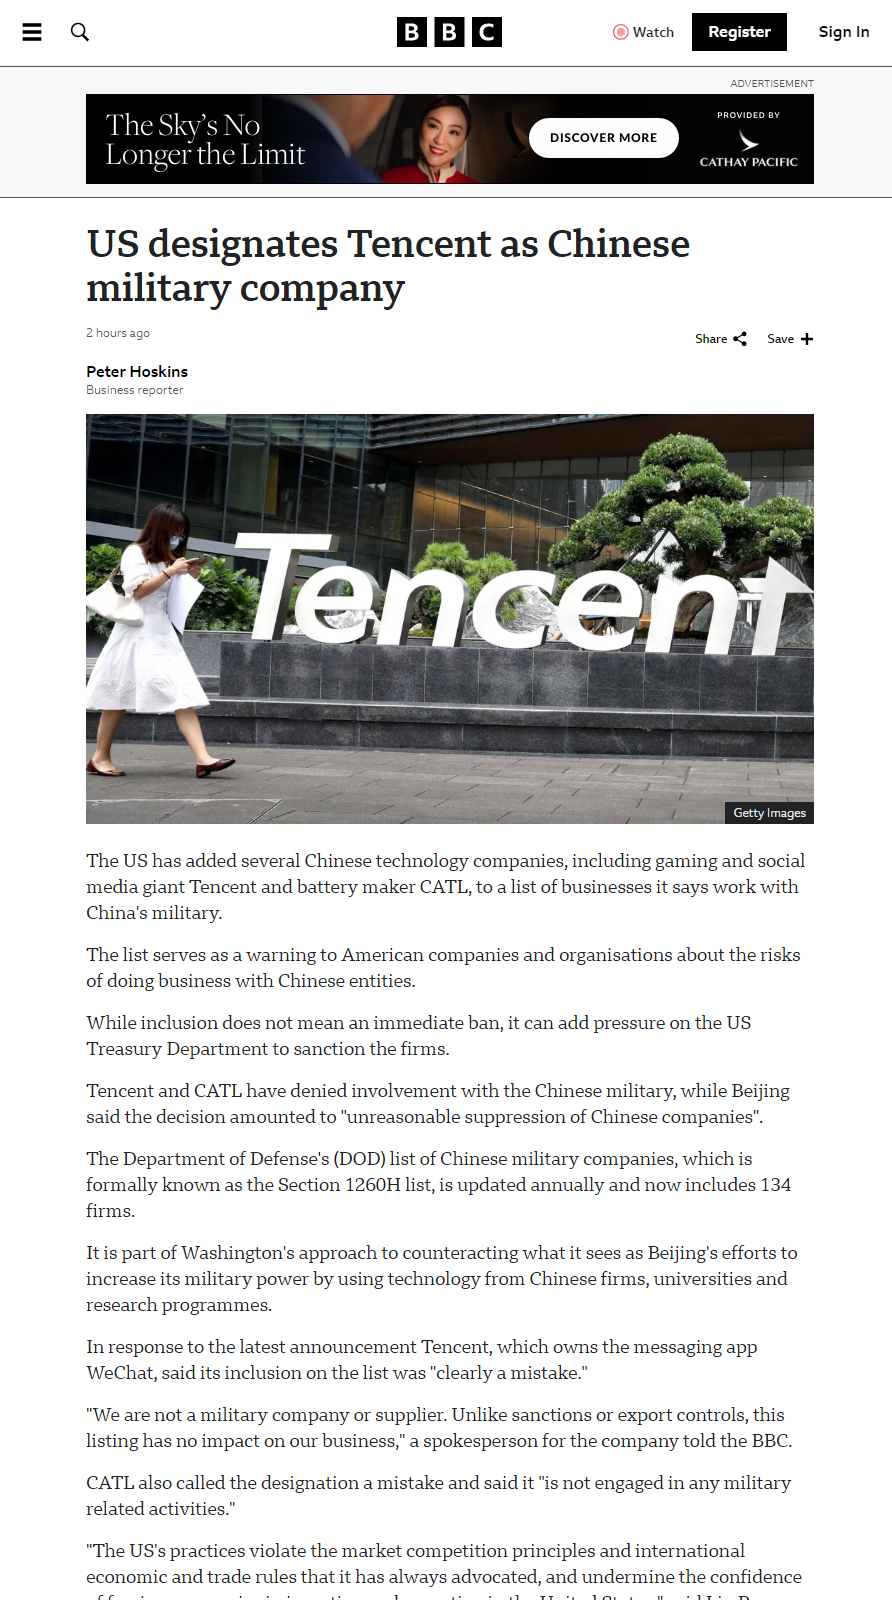 BBC
Watch
Register
Sign In
ADVERTISEMENT
The Sky's No
Longer the Limit
DISCOVER MORE
PROVIDED BY
CATHAY PACIFIC
US designates Tencent as Chinese
military company
2 hours ago
Share
Save
Peter Hoskins
Business reporter
Tencent
Getty Images
The US has added several Chinese technology companies, including gaming and social
media giant Tencent and battery maker CATL, to a list of businesses it says work with
China's military.
The list serves as a warning to American companies and organisations about the risks
of doing business with Chinese entities.
While inclusion does not mean an immediate ban, it can add pressure on the US
Treasury Department to sanction the firms.
Tencent and CATL have denied involvement with the Chinese military, while Beijing
said the decision amounted to "unreasonable suppression of Chinese companies".
The Department of Defense's (DOD) list of Chinese military companies, which is
formally known as the Section 1260H list, is updated annually and now includes 134
firms.
It is part of Washington's approach to counteracting what it sees as Beijing's efforts to
increase its military power by using technology from Chinese firms, universities and
research programmes.
In response to the latest announcement Tencent, which owns the messaging app
WeChat, said its inclusion on the list was "clearly a mistake."
"We are not a military company or supplier. Unlike sanctions or export controls, this
listing has no impact on our business," a spokesperson for the company told the BBC.
CATL also called the designation a mistake and said it "is not engaged in any military
related activities."
"The US's practices violate the market competition principles and international
economic and trade rules that it has always advocated, and undermine the confidence